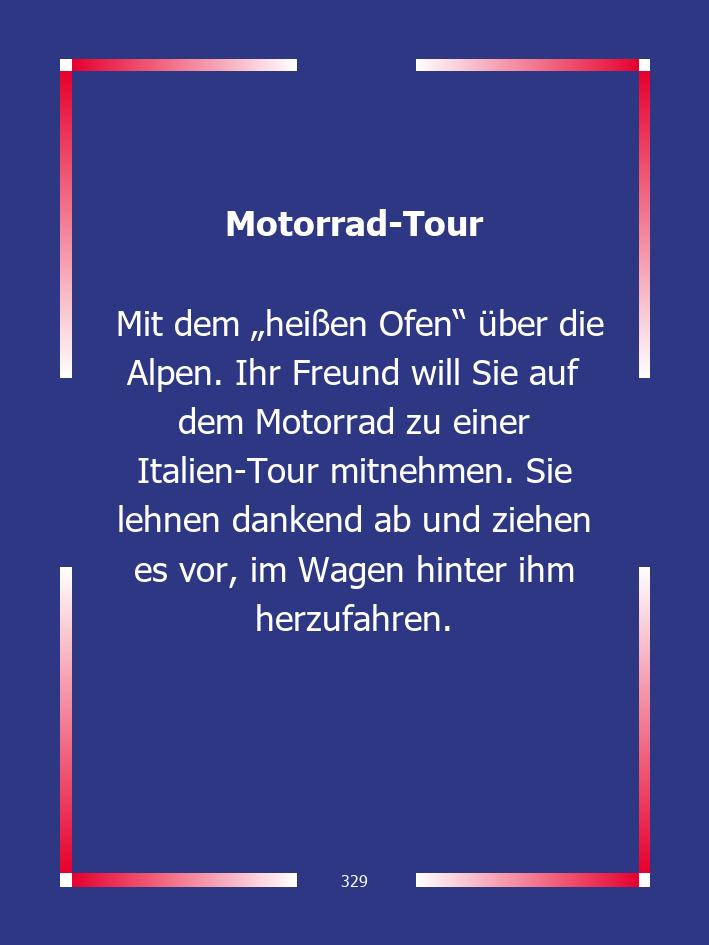 Motorrad-Tour
Mit dem „heißen Ofen“ über die
Alpen. Ihr Freund will Sie auf
dem Motorrad zu einer
Italien-Tour mitnehmen. Sie
lehnen dankend ab und ziehen
es vor, im Wagen hinter ihm
herzufahren.
329